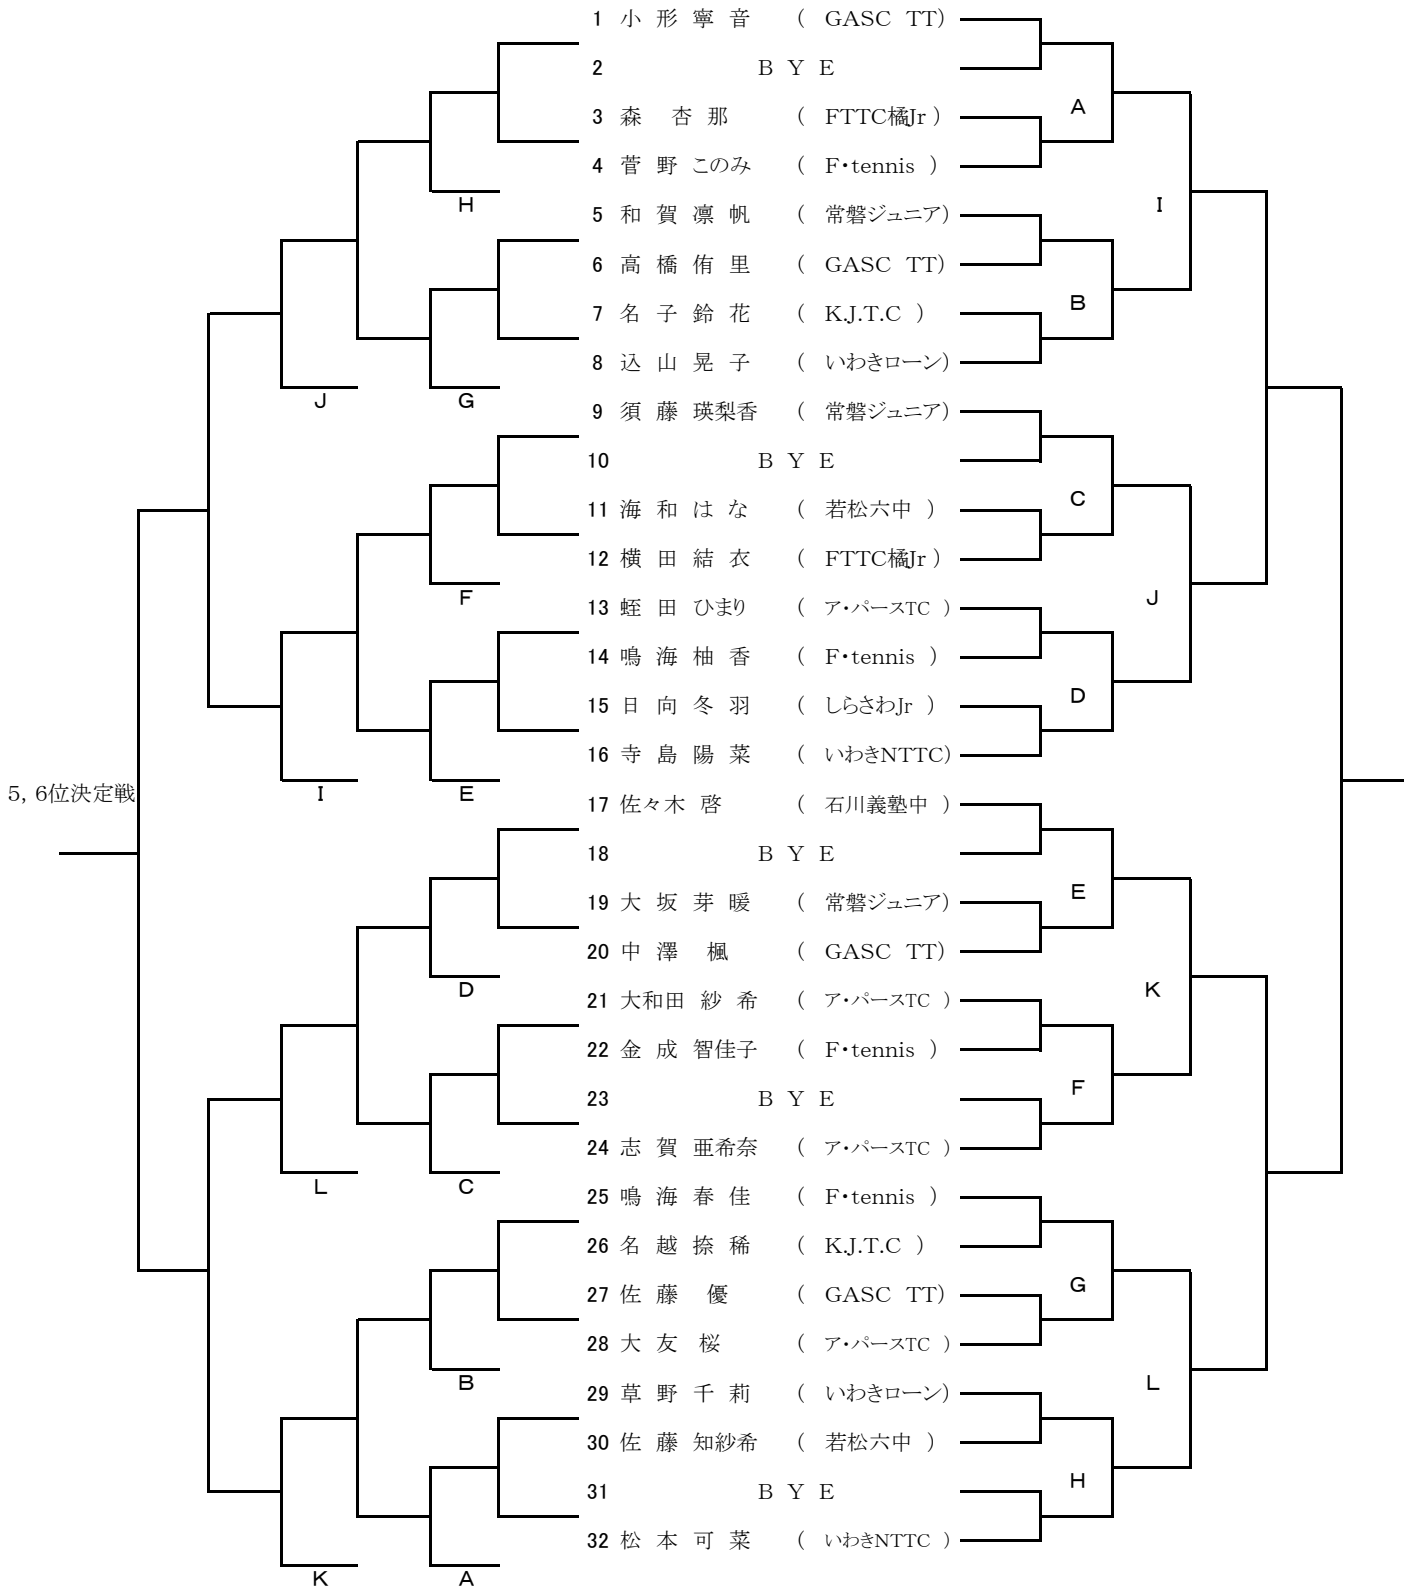 1 小 形 寧 音 ( GASC TT)
2 B Y E
3 森 杏 那 ( FTTC橘Jr )
4 菅 野 このみ ( F・tennis )
5 和 賀 凛 帆 ( 常磐ジュニア)
6 高 橋 侑 里 ( GASC TT)
7 名 子 鈴 花 ( K.J.T.C )
8 込 山 晃 子 ( いわきローン)
9 須 藤 瑛梨香 ( 常磐ジュニア)
10 B Y E
11 海 和 は な ( 若松六中 )
12 横 田 結 衣 ( FTTC橘Jr )
13 蛭 田 ひまり ( ア・パースTC )
14 鳴 海 柚 香 ( F・tennis )
15 日 向 冬 羽 ( しらさわJr )
16 寺 島 陽 菜 ( いわきNTTC)
17 佐々木 啓 ( 石川義塾中 )
18 B Y E
19 大 坂 芽 暖 ( 常磐ジュニア)
20 中 澤 楓 ( GASC TT)
21 大和田 紗 希 ( ア・パースTC )
22 金 成 智佳子 ( F・tennis )
23 B Y E
24 志 賀 亜希奈 ( ア・パースTC )
25 鳴 海 春 佳 ( F・tennis )
26 名 越 捺 稀 ( K.J.T.C )
27 佐 藤 優 ( GASC TT)
28 大 友 桜 ( ア・パースTC )
29 草 野 千 莉 ( いわきローン)
30 佐 藤 知紗希 ( 若松六中 )
31 B Y E
32 松 本 可 菜 ( いわきNTTC )
H
J
G
F
I
E
5, 6位決定戦
D
L
C
B
K
A
A
I
B
C
J
D
E
K
F
G
L
H